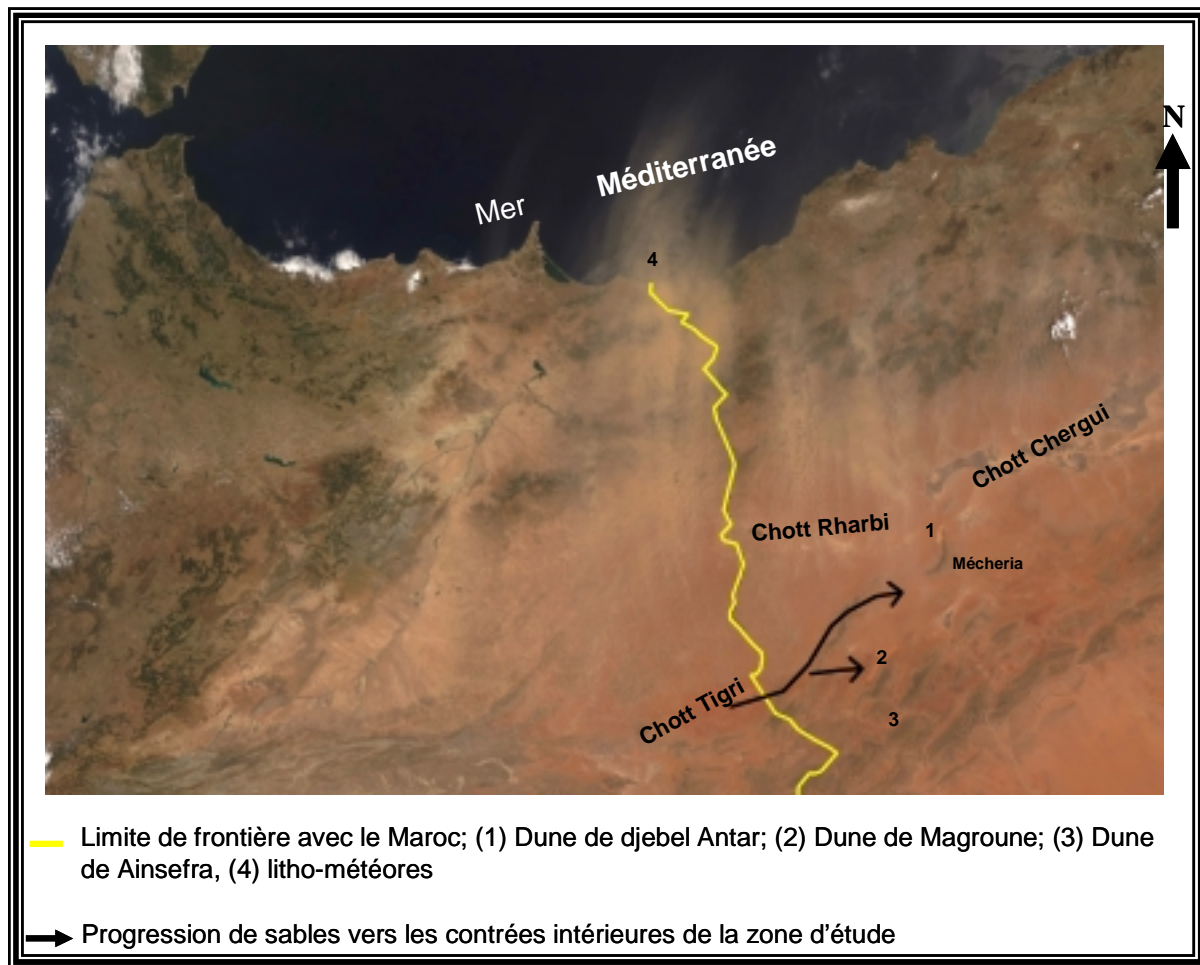 N
Méditerranée
Mer
4
Chott Chergui
Chott Rharbi
1
Mécheria
2
Chott Tigri
3
Limite de frontière avec le Maroc; (1) Dune de djebel Antar; (2) Dune de Magroune; (3) Dune
de Ainsefra, (4) litho-météores
Progression de sables vers les contrées intérieures de la zone d'étude